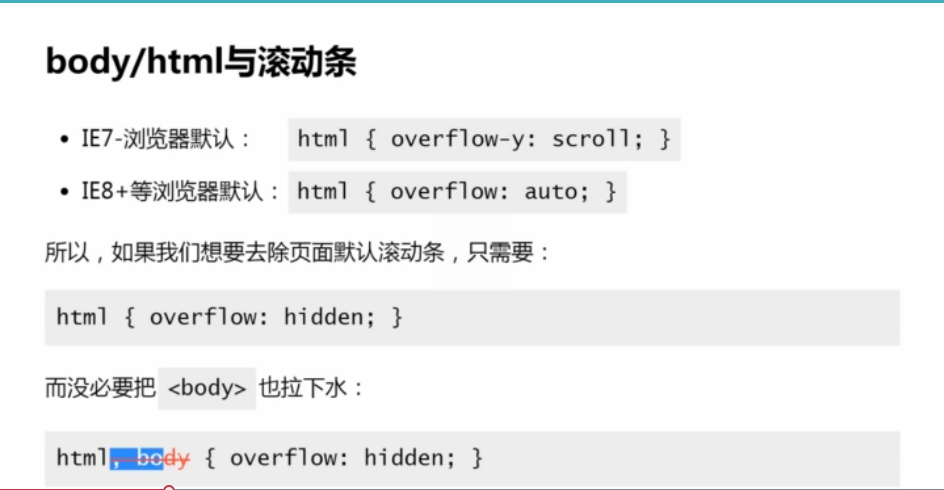 body/html与滚动条
• IE7-浏览器默认： html { overflow-y: scroll; }
• IE8+等浏览器默认： html { overflow: auto; }
所以，如果我们想要去除页面默认滚动条，只需要：
html { overflow: hidden; }
而没必要把 <body> 也拉下水：
html, body { overflow: hidden; }